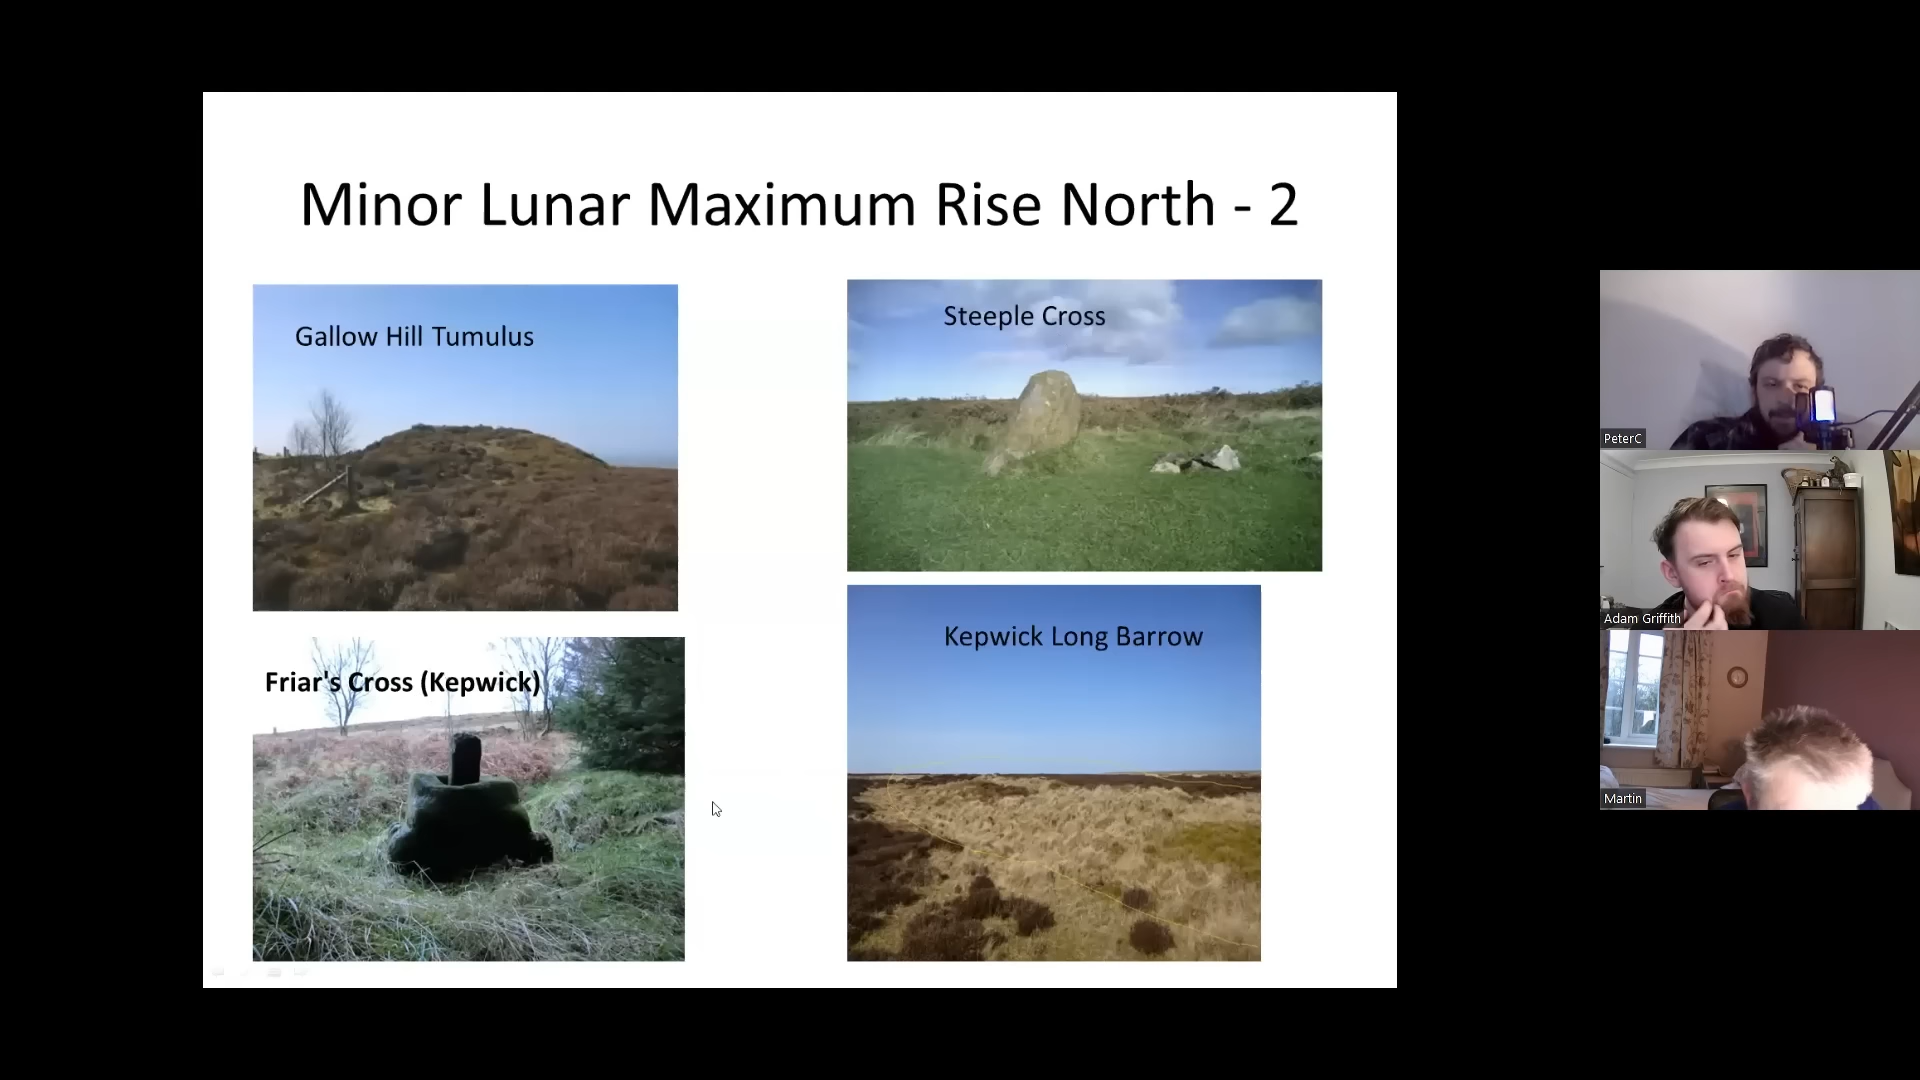 Minor Lunar Maximum Rise North - 2
Gallow Hill Tumulus
Steeple Cross
Friar's Cross (Kepwick)
Kepwick Long Barrow
PeterC
Adam Griffith
Martin